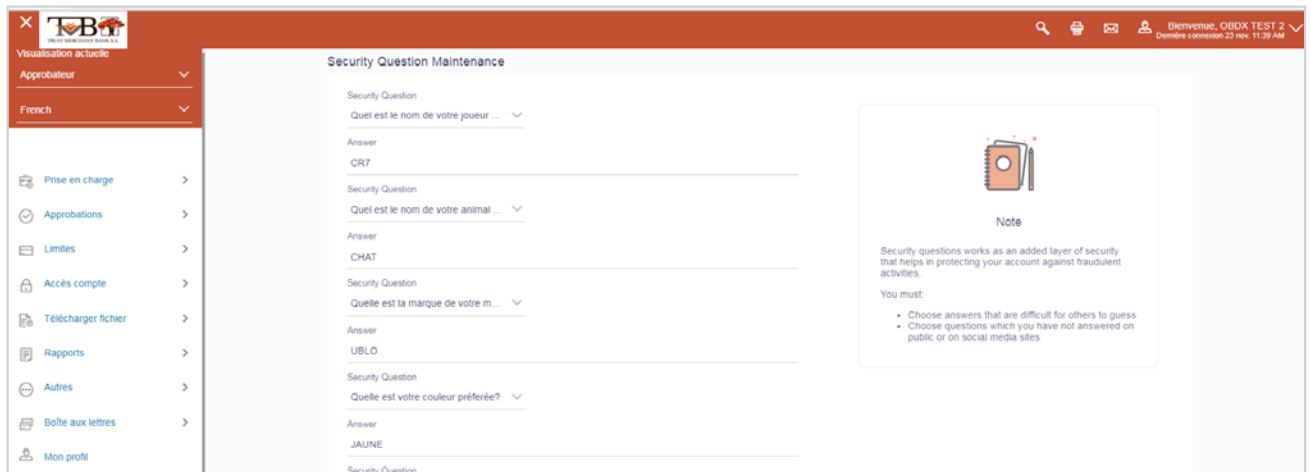 TMB
TRUST MERCHANT BANK S.A.
Bienvenue, OBDX TEST 2
Dernière connexion 23 nov. 11:39 AM
Visualisation actuelle
Approbateur
French
Prise en charge
Approbations
Limites
Accès compte
Télécharger fichier
Rapports
Autres
Boîte aux lettres
Mon profil
Security Question Maintenance
Security Question
Quel est le nom de votre joueur ...
Answer
CR7
Security Question
Quel est le nom de votre animal ...
Answer
CHAT
Security Question
Quelle est la marque de votre m...
Answer
UBLO
Security Question
Quelle est votre couleur préferée?
Answer
JAUNE
Security Question
Note
Security questions works as an added layer of security
that helps in protecting your account against fraudulent
activities.
You must:
• Choose answers that are difficult for others to guess
• Choose questions which you have not answered on
public or on social media sites